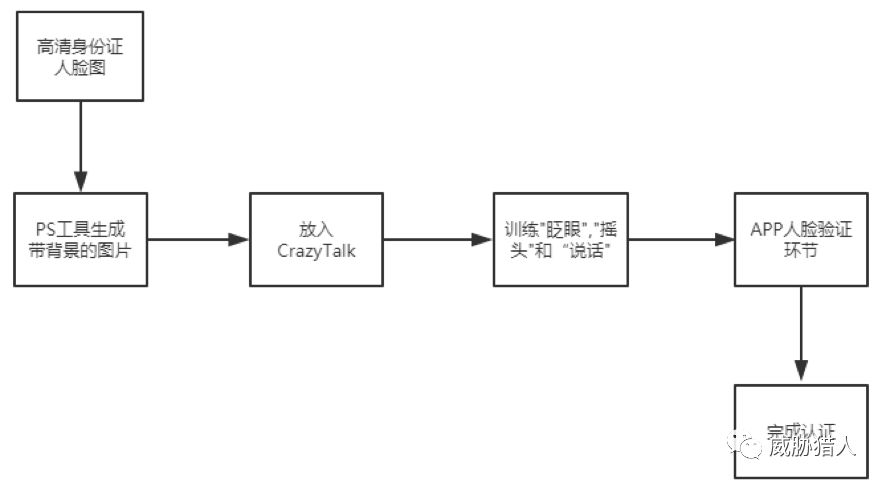 高清身份证
人脸图
PS工具生成
带背景的图片
放入
CrazyTalk
训练"眨眼","摇
头"和“说话”
APP人脸验证
环节
完成认证
威胁猎人